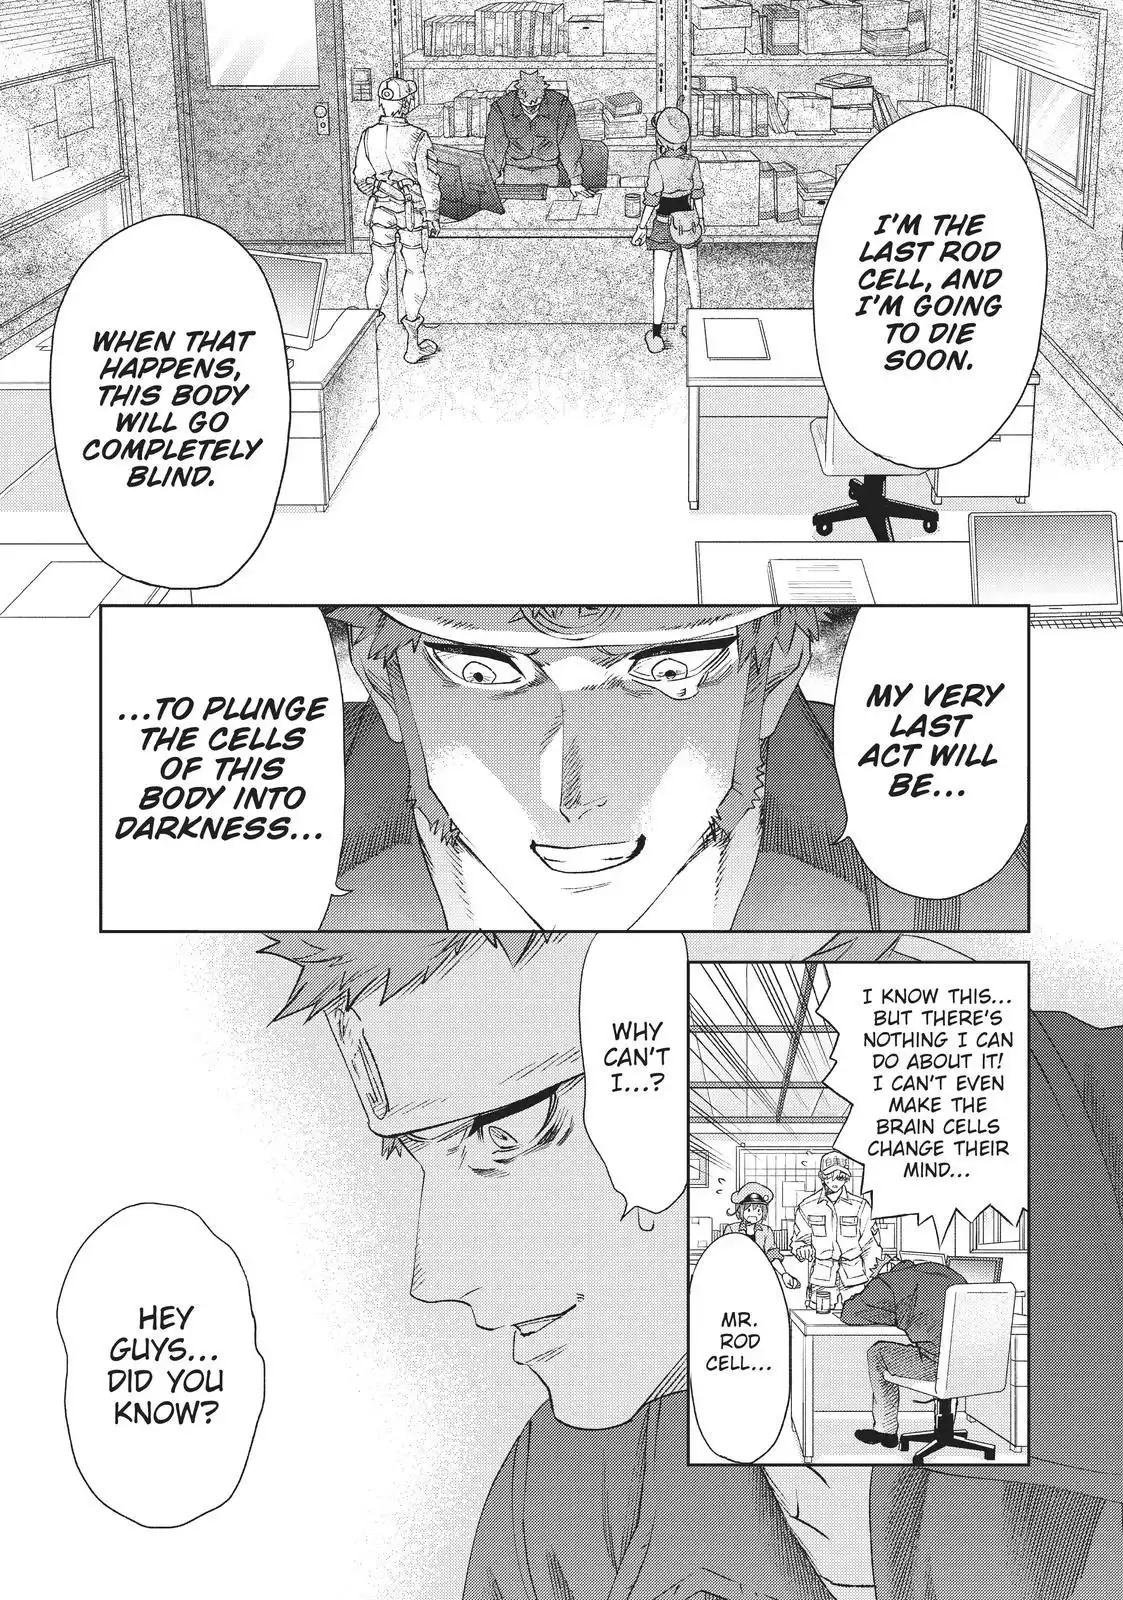 I'M THE
LAST ROD
CELL, AND
I'M GOING
TO DIE
SOON.
WHEN THAT
HAPPENS,
THIS BODY
WILL GO
COMPLETELY
BLIND.
MY VERY
LAST
ACT WILL
BE...
...TO PLUNGE
THE CELLS
OF THIS
BODY INTO
DARKNESS...
I KNOW THIS...
BUT THERE'S
NOTHING I CAN
DO ABOUT IT!
I CAN'T EVEN
MAKE THE
BRAIN CELLS
CHANGE THEIR
MIND...
MR.
ROD
CELL...
WHY
CAN'T
I...?
HEY
GUYS...
DID YOU
KNOW?